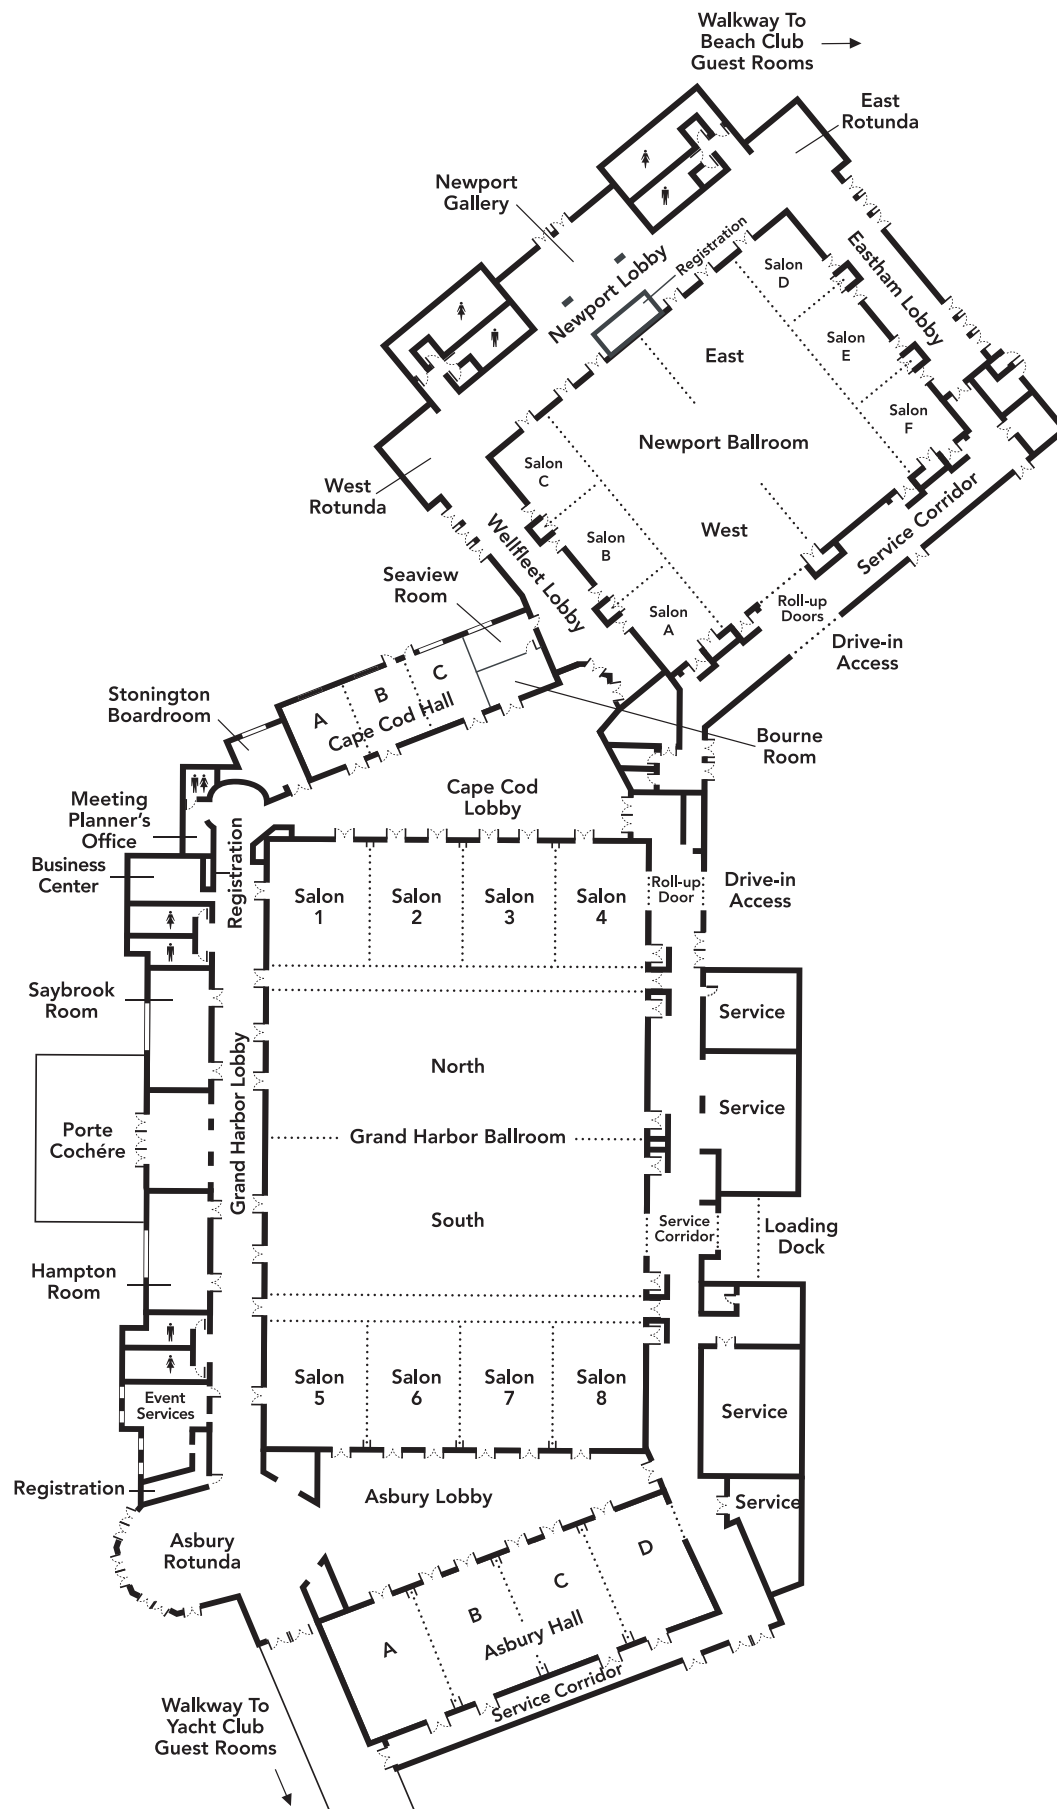 Walkway To
Beach Club
Guest Rooms
East
Rotunda
Newport
Gallery
Registration
Newport Lobby
Eastham Lobby
Salon
D
East
Salon
E
Salon
F
Newport Ballroom
Salon
C
West
Rotunda
West
Salon
B
Salon
A
Wellfleet Lobby
Service Corridor
Roll-up
Doors
Drive-in
Access
Seaview
Room
Stonington
Boardroom
A
B
C
Cape Cod Hall
Bourne
Room
Cape Cod
Lobby
Meeting
Planner's
Office
Business
Center
Registration
Salon
1
Salon
2
Salon
3
Salon
4
Roll-up
Door
Drive-in
Access
Saybrook
Room
Service
North
Grand Harbor Lobby
Service
Porte
Cochére
Grand Harbor Ballroom
South
Service
Corridor
Loading
Dock
Hampton
Room
Salon
5
Salon
6
Salon
7
Salon
8
Event
Services
Service
Registration
Asbury Lobby
Service
Asbury
Rotunda
A
B
C
D
Asbury Hall
Service Corridor
Walkway To
Yacht Club
Guest Rooms